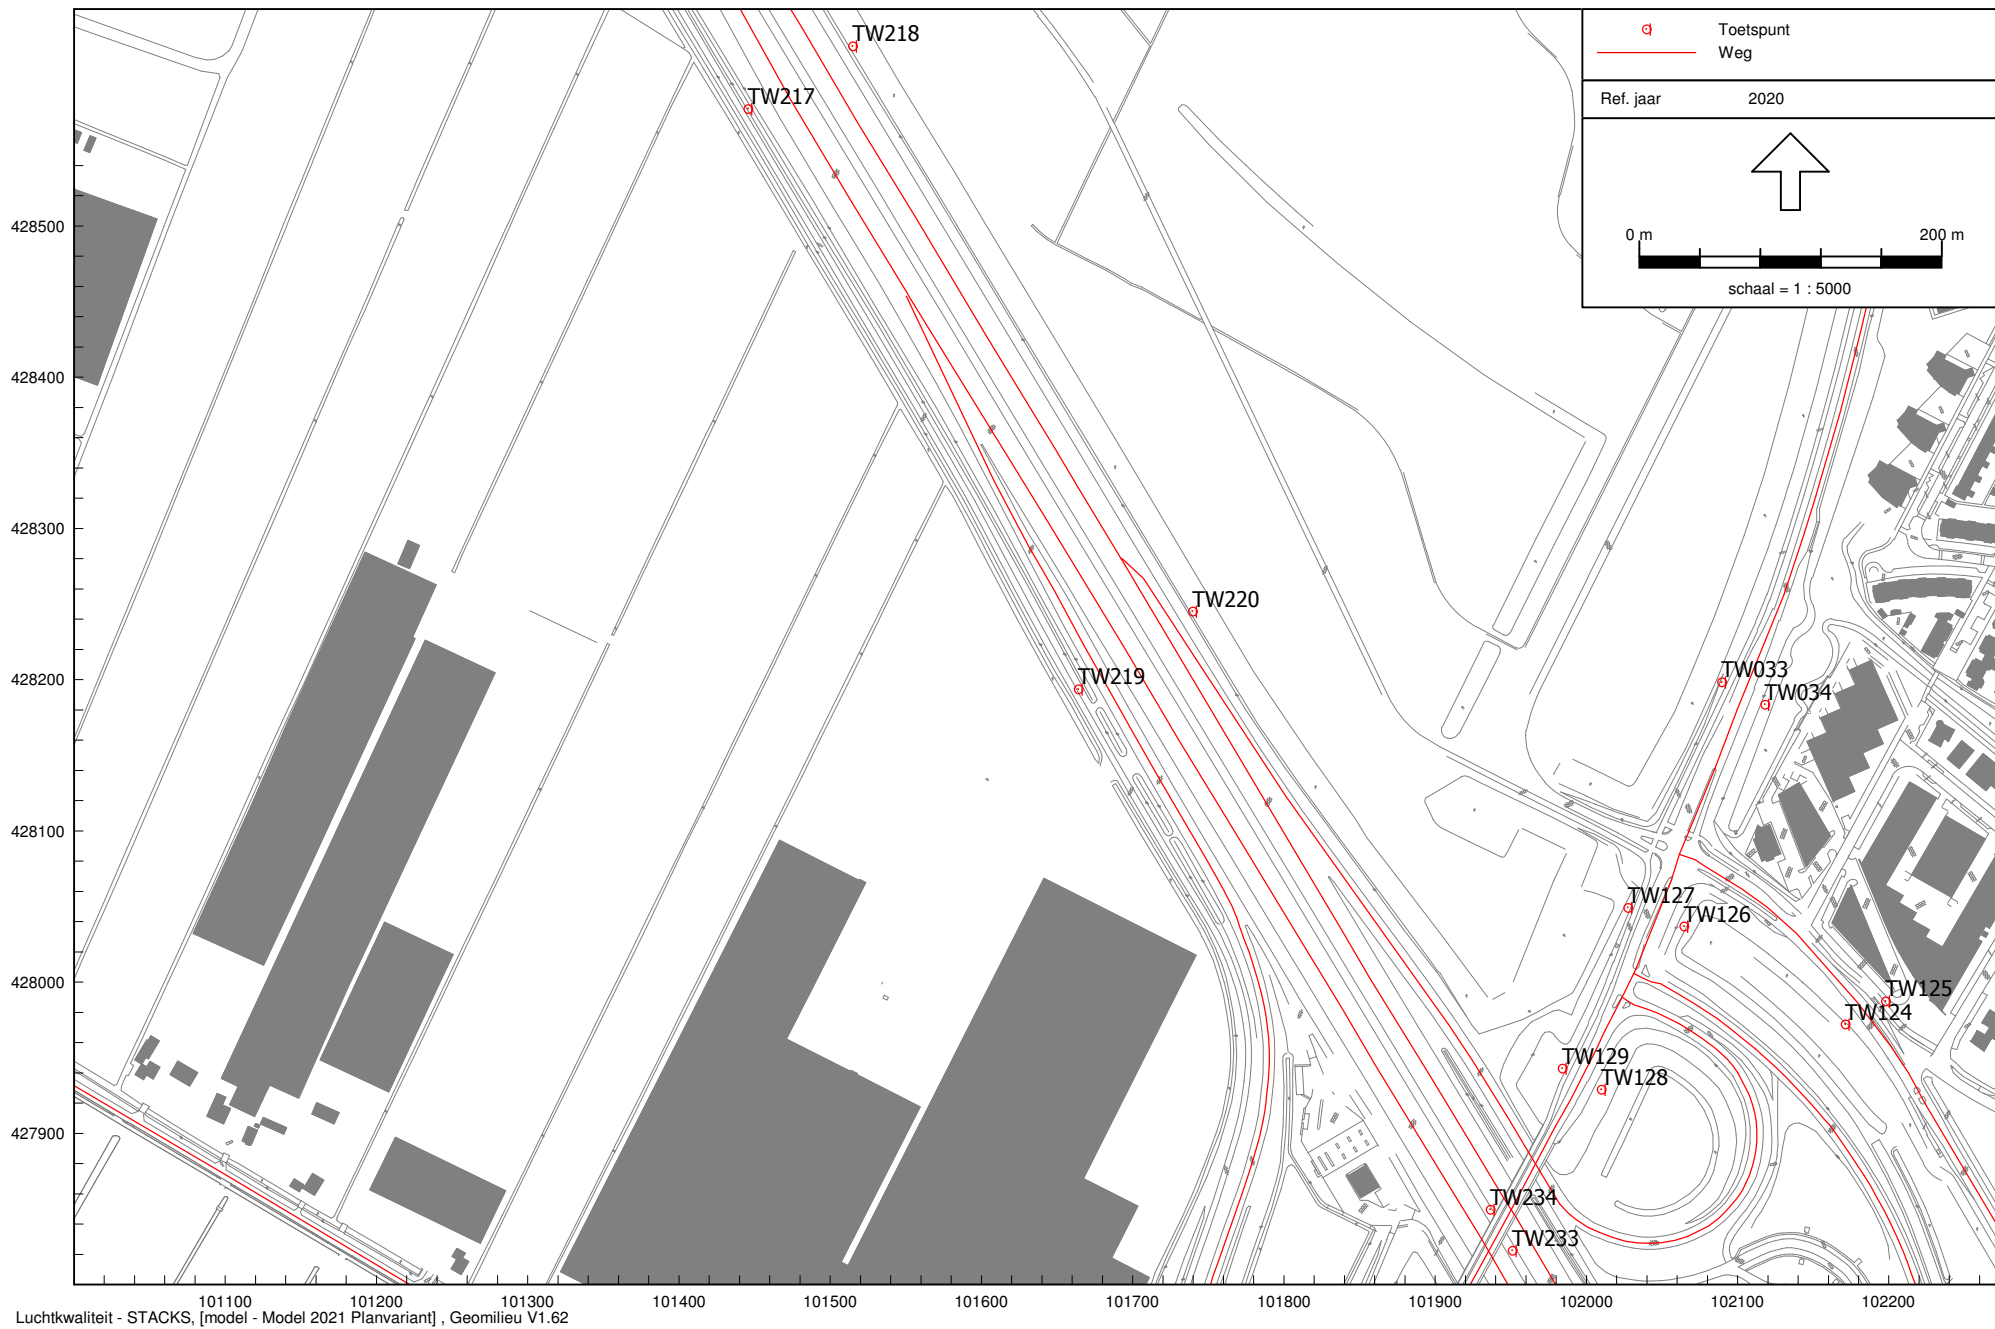 TW218
Toetspunt
Weg
TW217
Ref. jaar 2020
428500
0 m 200 m
schaal = 1 : 5000
428400
428300
TW220
428200
TW219
TW033
TW034
428100
TW127
TW126
428000
TW125
TW124
TW129
TW128
427900
TW234
TW233
101100 101200 101300 101400 101500 101600 101700 101800 101900 102000 102100 102200
Luchtkwaliteit - STACKS, [model - Model 2021 Planvariant] , Geomilieu V1.62